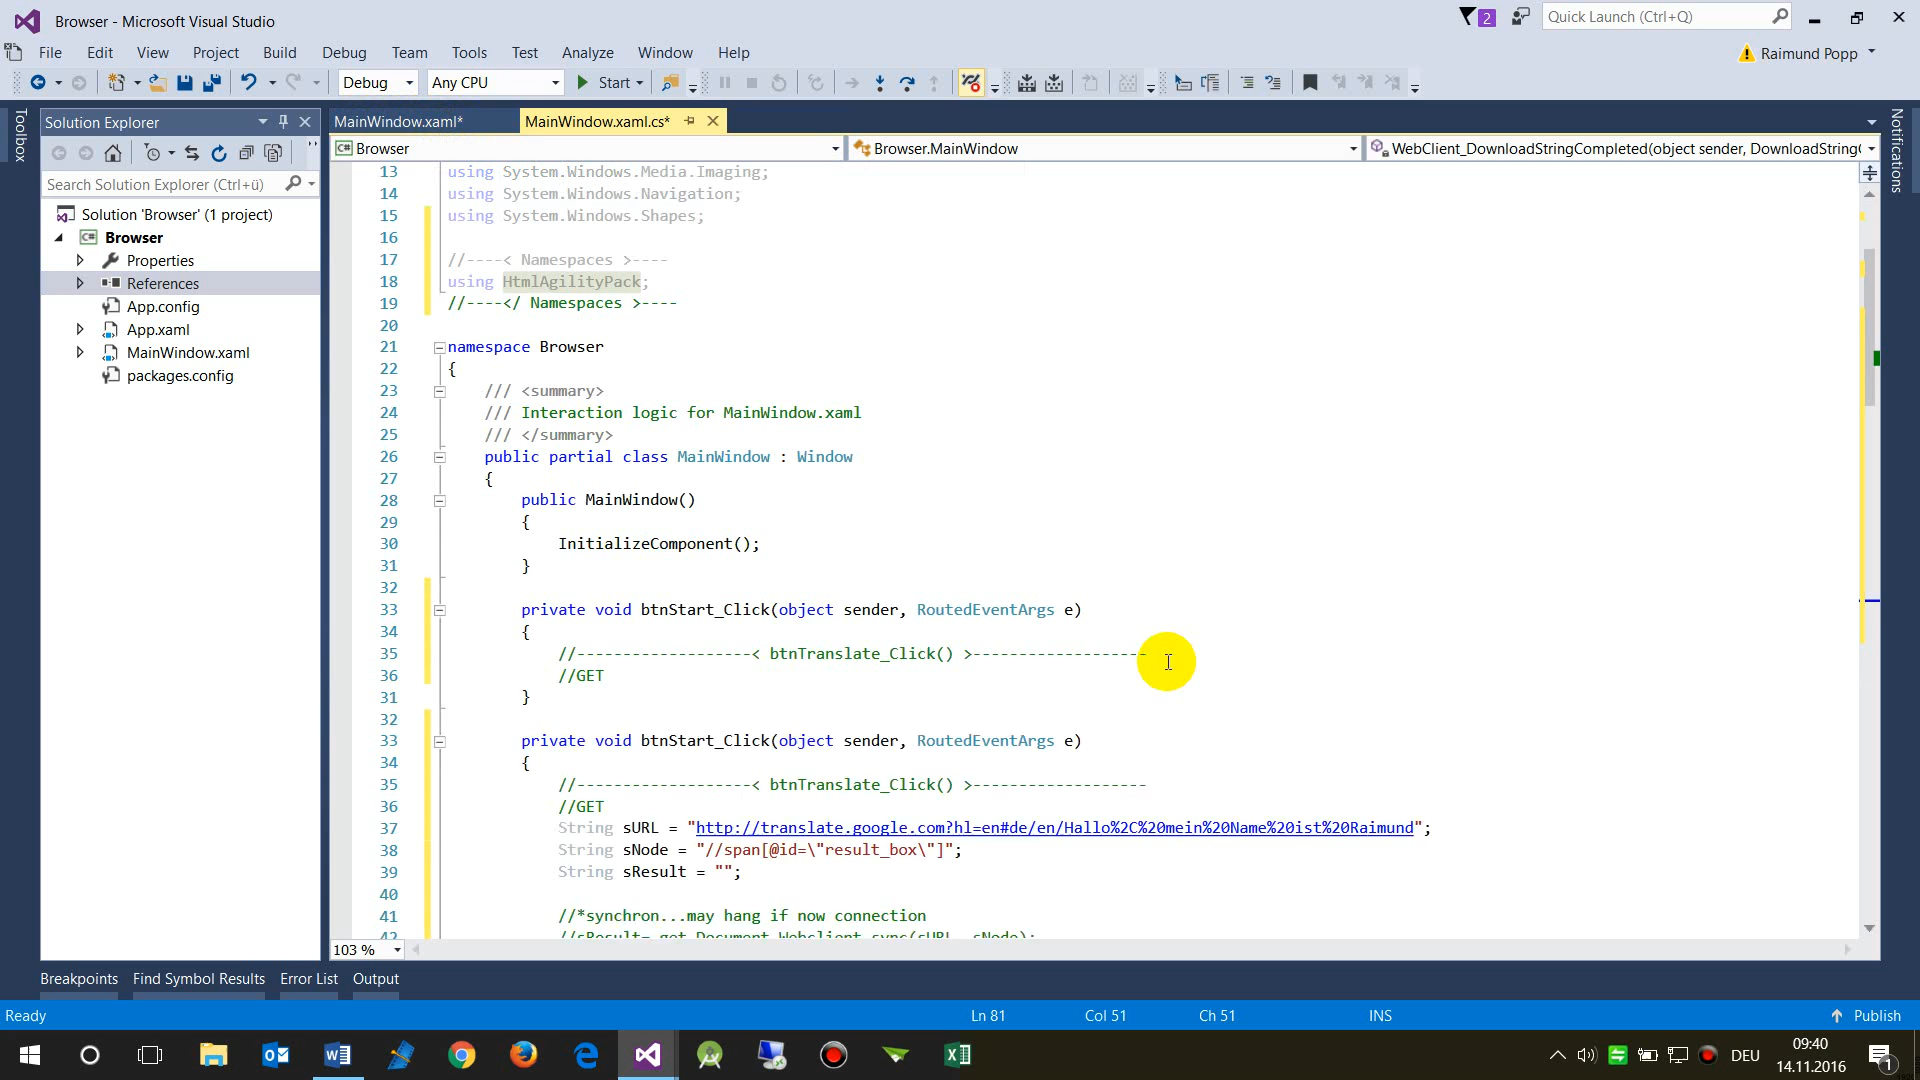 Browser - Microsoft Visual Studio
2
Quick Launch (Ctrl+Q)
File Edit View Project Build Debug Team Tools Test Analyze Window Help
Raimund Popp
Debug Any CPU Start
Toolbox
Solution Explorer
MainWindow.xaml*
MainWindow.xaml.cs*
Notifications
Browser
Browser.MainWindow
WebClient_DownloadStringCompleted(object sender, DownloadString
Search Solution Explorer (Ctrl+ü)
Solution 'Browser' (1 project)
Browser
Properties
References
App.config
App.xaml
MainWindow.xaml
packages.config
13 using System.Windows.Media.Imaging;
14 using System.Windows.Navigation;
15 using System.Windows.Shapes;
16
17 //----< Namespaces >----
18 using HtmlAgilityPack;
19 //----</ Namespaces >----
20
21 namespace Browser
22 {
23 /// <summary>
24 /// Interaction logic for MainWindow.xaml
25 /// </summary>
26 public partial class MainWindow : Window
27 {
28 public MainWindow()
29 {
30 InitializeComponent();
31 }
32
33 private void btnStart_Click(object sender, RoutedEventArgs e)
34 {
35 //-------------------< btnTranslate_Click() >-------------------
36 //GET
31 }
32
33 private void btnStart_Click(object sender, RoutedEventArgs e)
34 {
35 //-------------------< btnTranslate_Click() >-------------------
36 //GET
37 String sURL = "http://translate.google.com?hl=en#de/en/Hallo%2C%20mein%20Name%20ist%20Raimund";
38 String sNode = "//span[@id=\"result_box\"]";
39 String sResult = "";
40
41 //*synchron...may hang if now connection
42 //sResult= get_Document_Webclient_sync(sURL, sNode);
103 %
Breakpoints Find Symbol Results Error List Output
Ready Ln 81 Col 51 Ch 51 INS Publish
DEU
09:40
14.11.2016
1